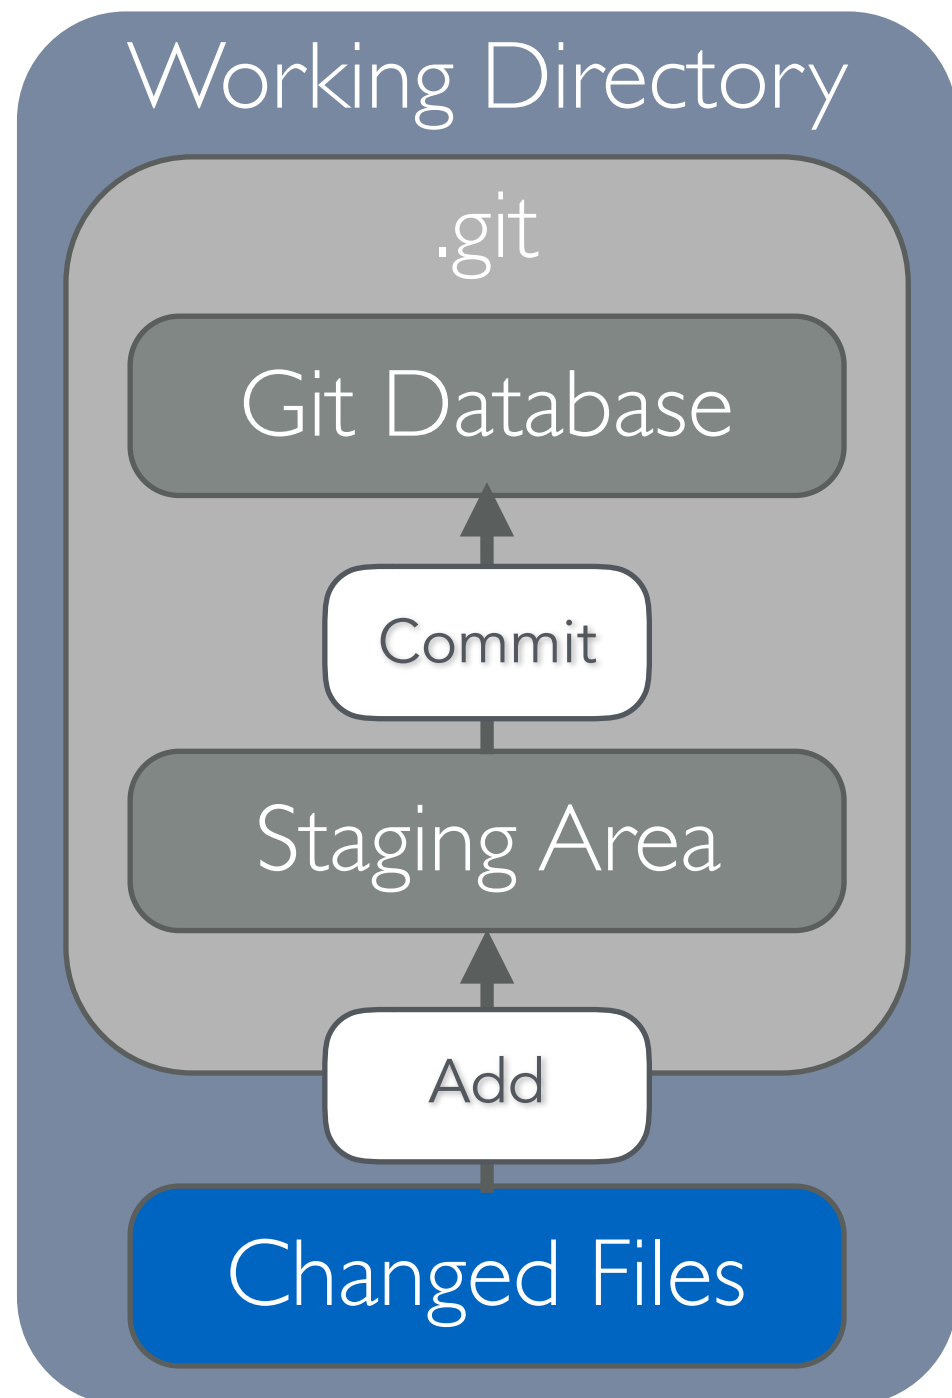 Working Directory
.git
Git Database
Commit
Staging Area
Add
Changed Files